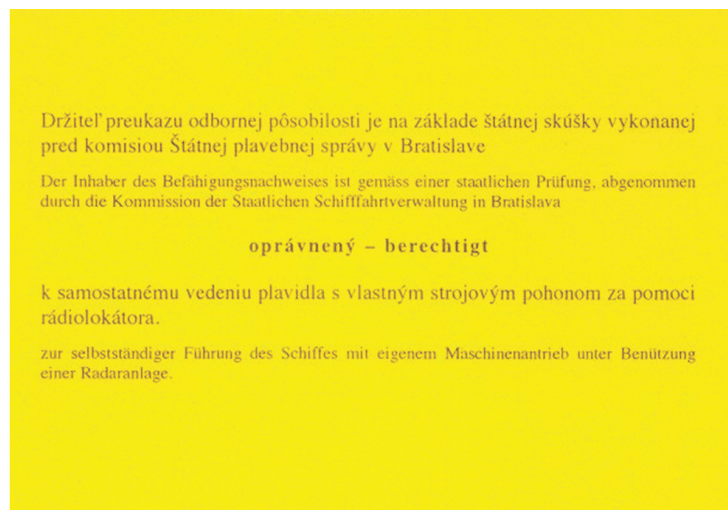 Držiteľ preukazu odbornej pôsobilosti je na základe štátnej skúšky vykonanej
pred komisiou Štátnej plavebnej správy v Bratislave
Der Inhaber des Befähigungsnachweises ist gemäss einer staatlichen Prüfung, abgenommen
durch die Kommission der Staatlichen Schifffahrtverwaltung in Bratislava
oprávnený – berechtigt
k samostatnému vedeniu plavidla s vlastným strojovým pohonom za pomoci
rádiolokátora.
zur selbstständiger Führung des Schiffes mit eigenem Maschinenantrieb unter Benützung
einer Radaranlage.